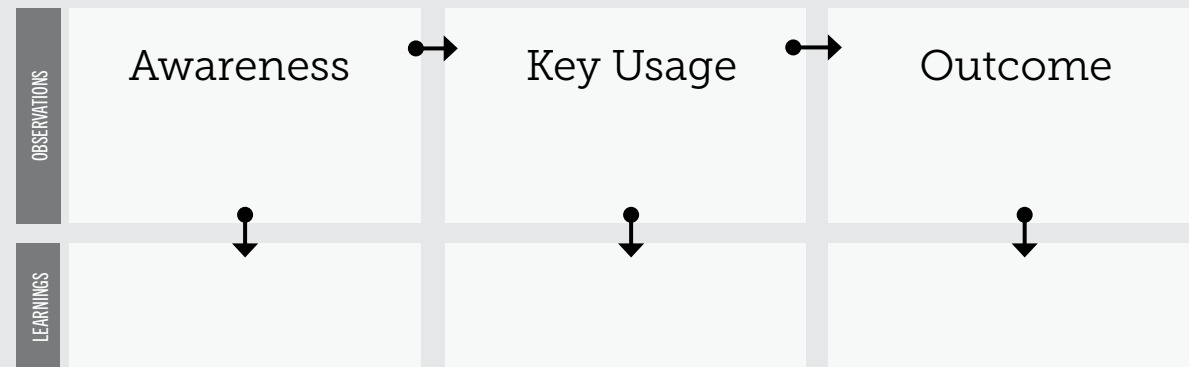 OBSERVATIONS
Awareness
Key Usage
Outcome
LEARNINGS